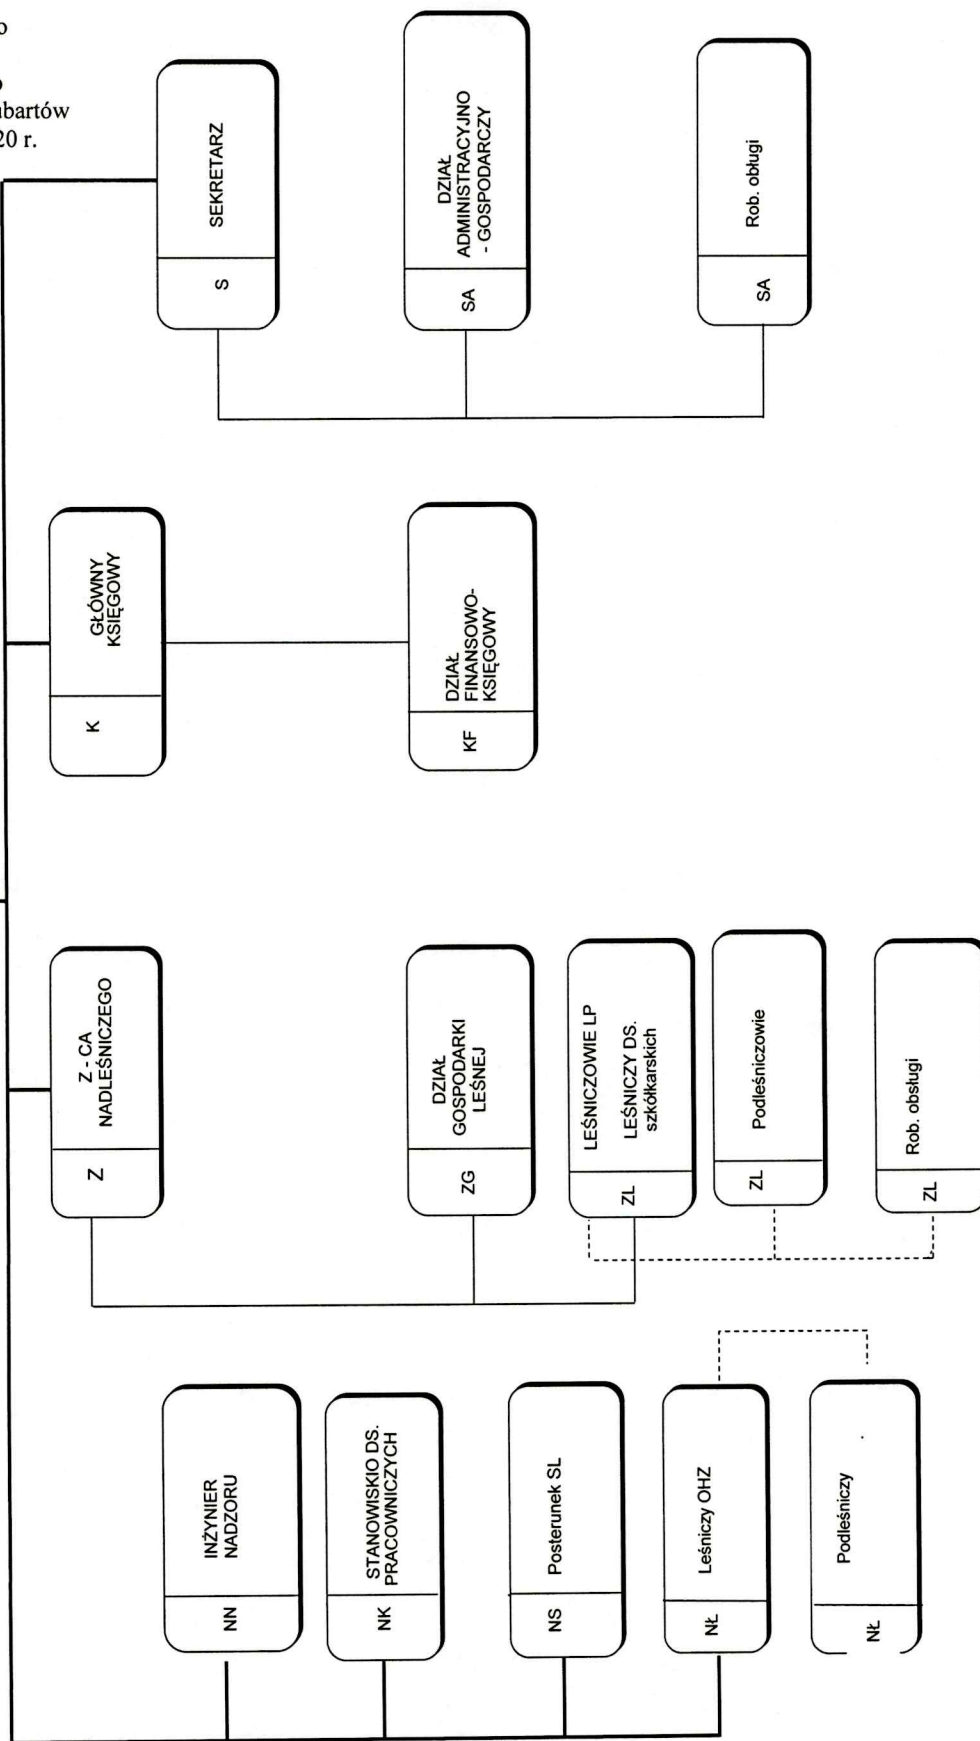 o
o
ubartów
20 r.
INŻYNIER
NADZORU
NN
STANOWISKIO DS.
PRACOWNICZYCH
NK
Posterunek SL
NS
Leśniczy OHZ
NŁ
Podleśniczy
NŁ
Z - CA
NADLEŚNICZEGO
Z
DZIAŁ
GOSPODARKI
LEŚNEJ
ZG
LEŚNICZOWIE LP
LEŚNICZY DS.
szkółkarskich
ZL
Podleśniczowie
ZL
Rob. obsługi
ZL
GŁÓWNY
KSIĘGOWY
K
DZIAŁ
FINANSOWO-
KSIĘGOWY
KF
SEKRETARZ
S
DZIAŁ
ADMINISTRACYJNO
- GOSPODARCZY
SA
Rob. obługi
SA